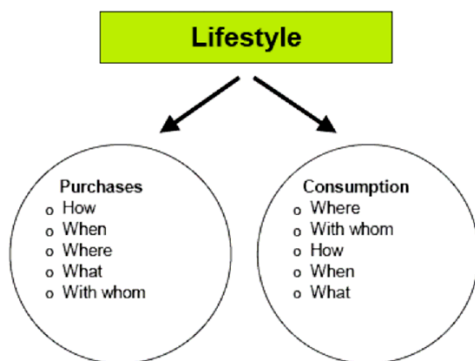 Lifestyle
Purchases
o How
o When
o Where
o What
o With whom
Consumption
o Where
o With whom
o How
o When
o What